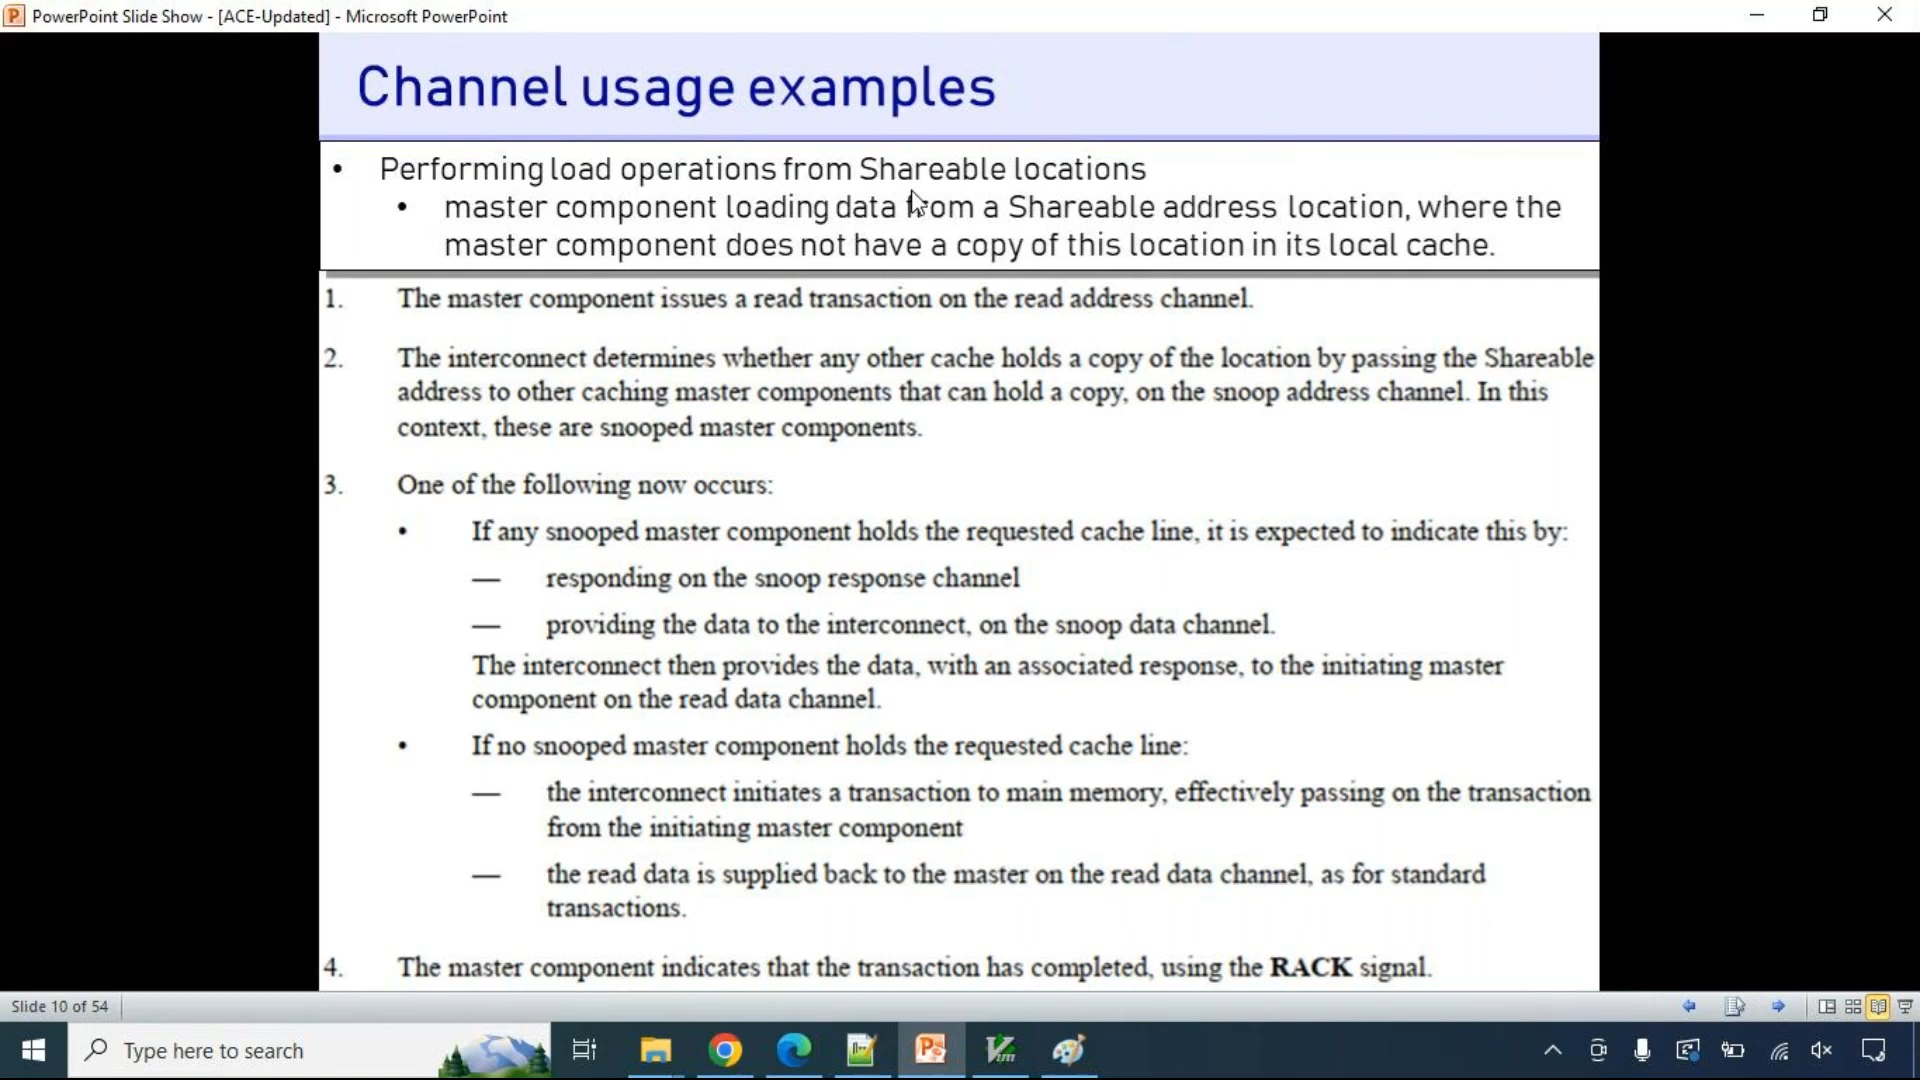 PowerPoint Slide Show - [ACE-Updated] - Microsoft PowerPoint
Channel usage examples
• Performing load operations from Shareable locations
• master component loading data from a Shareable address location, where the
master component does not have a copy of this location in its local cache.
1. The master component issues a read transaction on the read address channel.
2. The interconnect determines whether any other cache holds a copy of the location by passing the Shareable
address to other caching master components that can hold a copy, on the snoop address channel. In this
context, these are snooped master components.
3. One of the following now occurs:
• If any snooped master component holds the requested cache line, it is expected to indicate this by:
— responding on the snoop response channel
— providing the data to the interconnect, on the snoop data channel.
The interconnect then provides the data, with an associated response, to the initiating master
component on the read data channel.
• If no snooped master component holds the requested cache line:
— the interconnect initiates a transaction to main memory, effectively passing on the transaction
from the initiating master component
— the read data is supplied back to the master on the read data channel, as for standard
transactions.
4. The master component indicates that the transaction has completed, using the RACK signal.
Slide 10 of 54
Type here to search